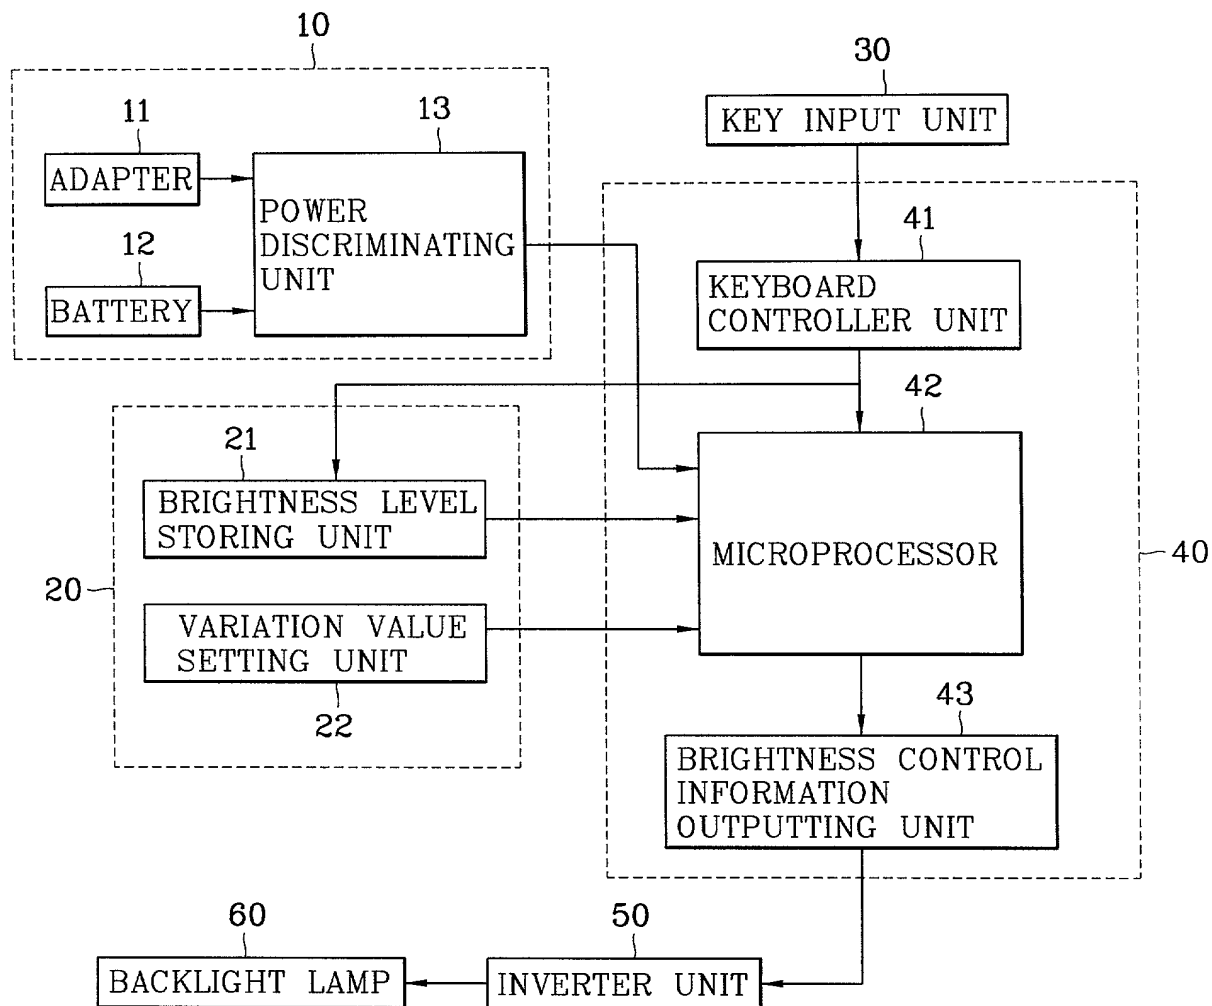 10
11
13
ADAPTER
POWER
DISCRIMINATING
UNIT
12
BATTERY
30
KEY INPUT UNIT
41
KEYBOARD
CONTROLLER UNIT
42
MICROPROCESSOR
40
21
BRIGHTNESS LEVEL
STORING UNIT
20
VARIATION VALUE
SETTING UNIT
22
43
BRIGHTNESS CONTROL
INFORMATION
OUTPUTTING UNIT
60
BACKLIGHT LAMP
50
INVERTER UNIT